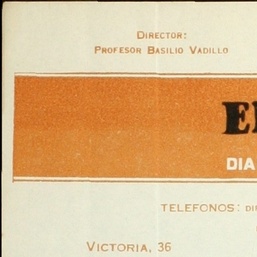 DIRECTOR:
PROFESOR BASILIO VADILLO
E
DIA
TELEFONOS:
VICTORIA, 36